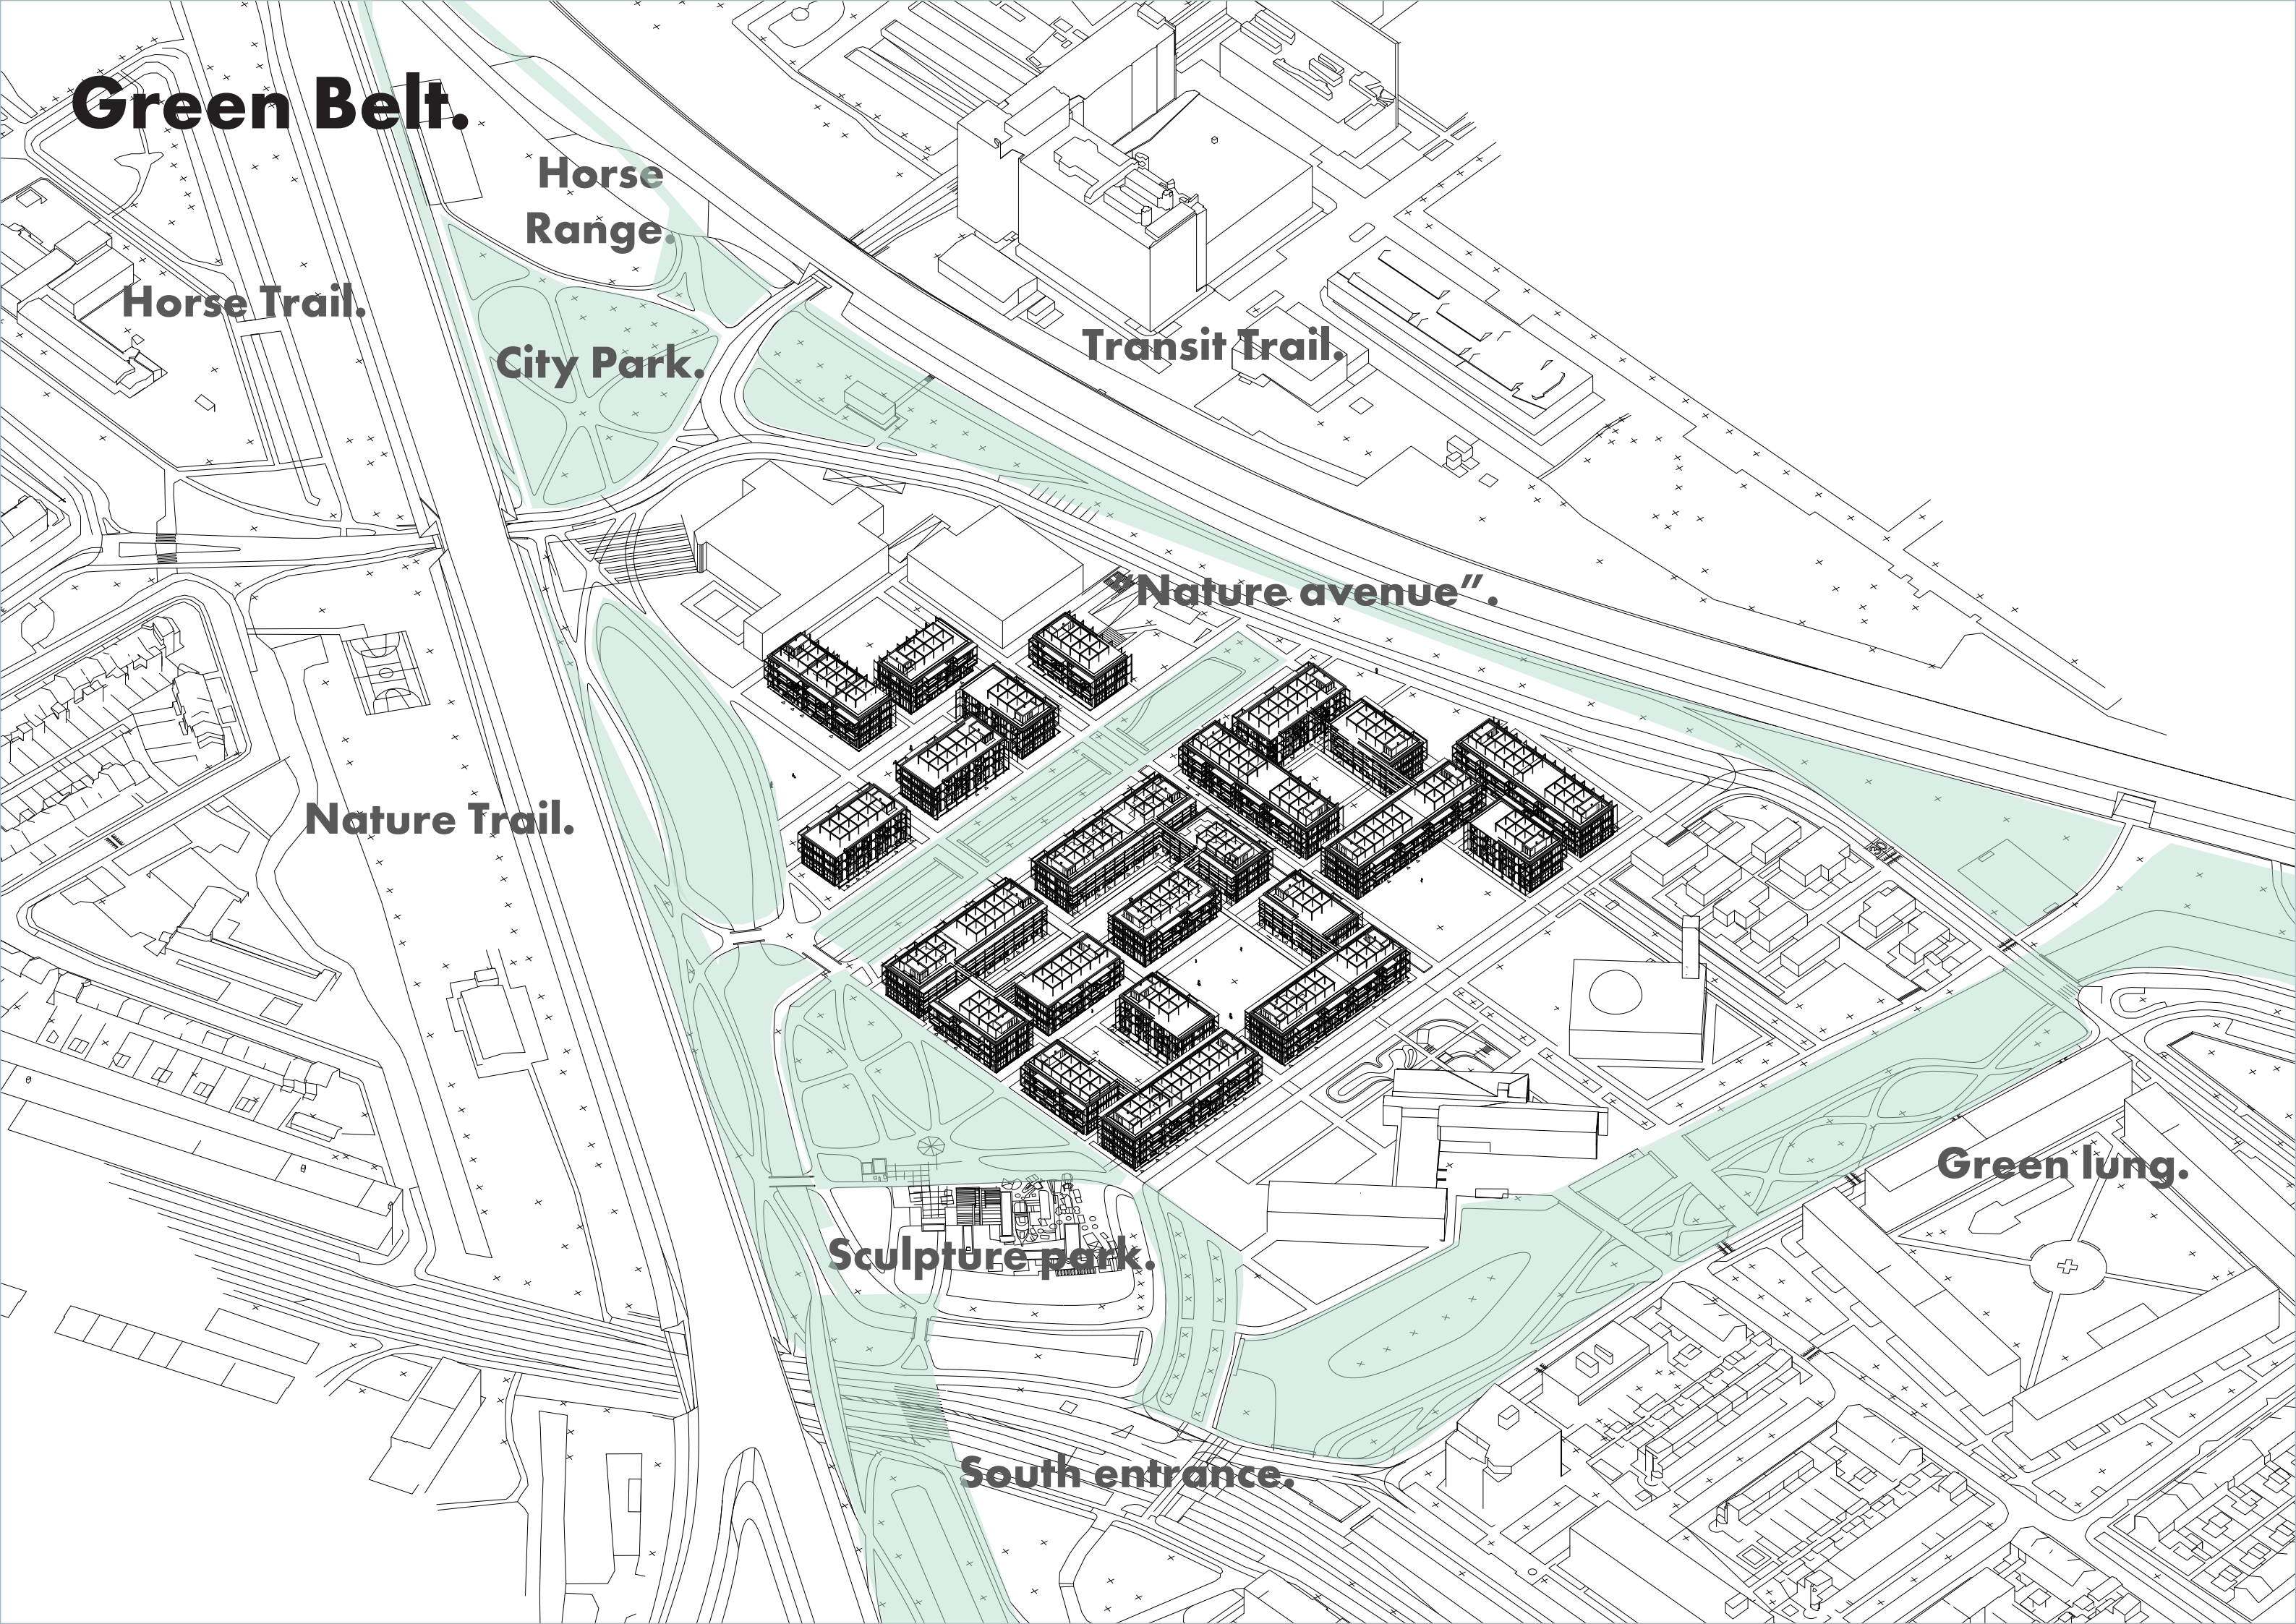 Green Belt.
Horse
Range.
Horse Trail.
City Park.
Transit Trail.
“Nature avenue”.
Nature Trail.
Green lung.
Sculpture park.
South entrance.